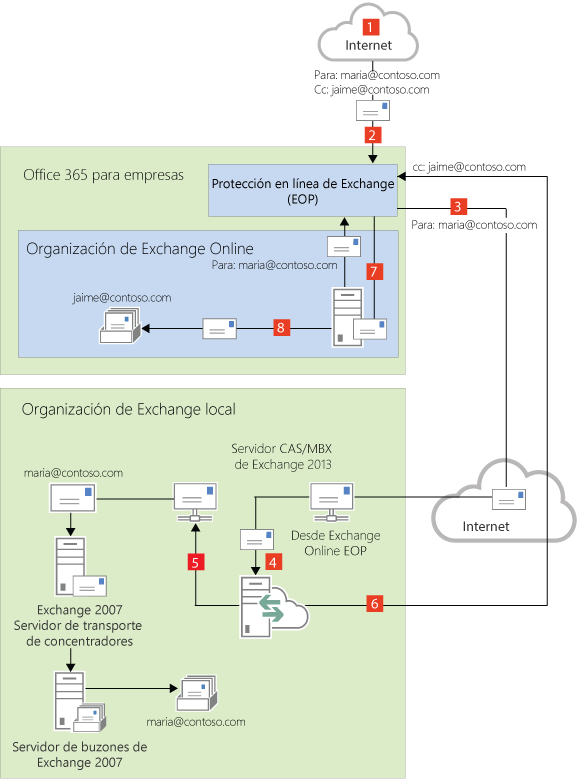 1
Internet
Para: maria@contoso.com
Cc: jaime@contoso.com
2
Office 365 para empresas
Protección en línea de Exchange
(EOP)
cc: jaime@contoso.com
3
Para: maria@contoso.com
Organización de Exchange Online
Para: maria@contoso.com
7
jaime@contoso.com
8
Organización de Exchange local
Servidor CAS/MBX
de Exchange 2013
maria@contoso.com
Desde Exchange
Online EOP
Internet
5
4
6
Exchange 2007
Servidor de transporte
de concentradores
maria@contoso.com
Servidor de buzones de
Exchange 2007